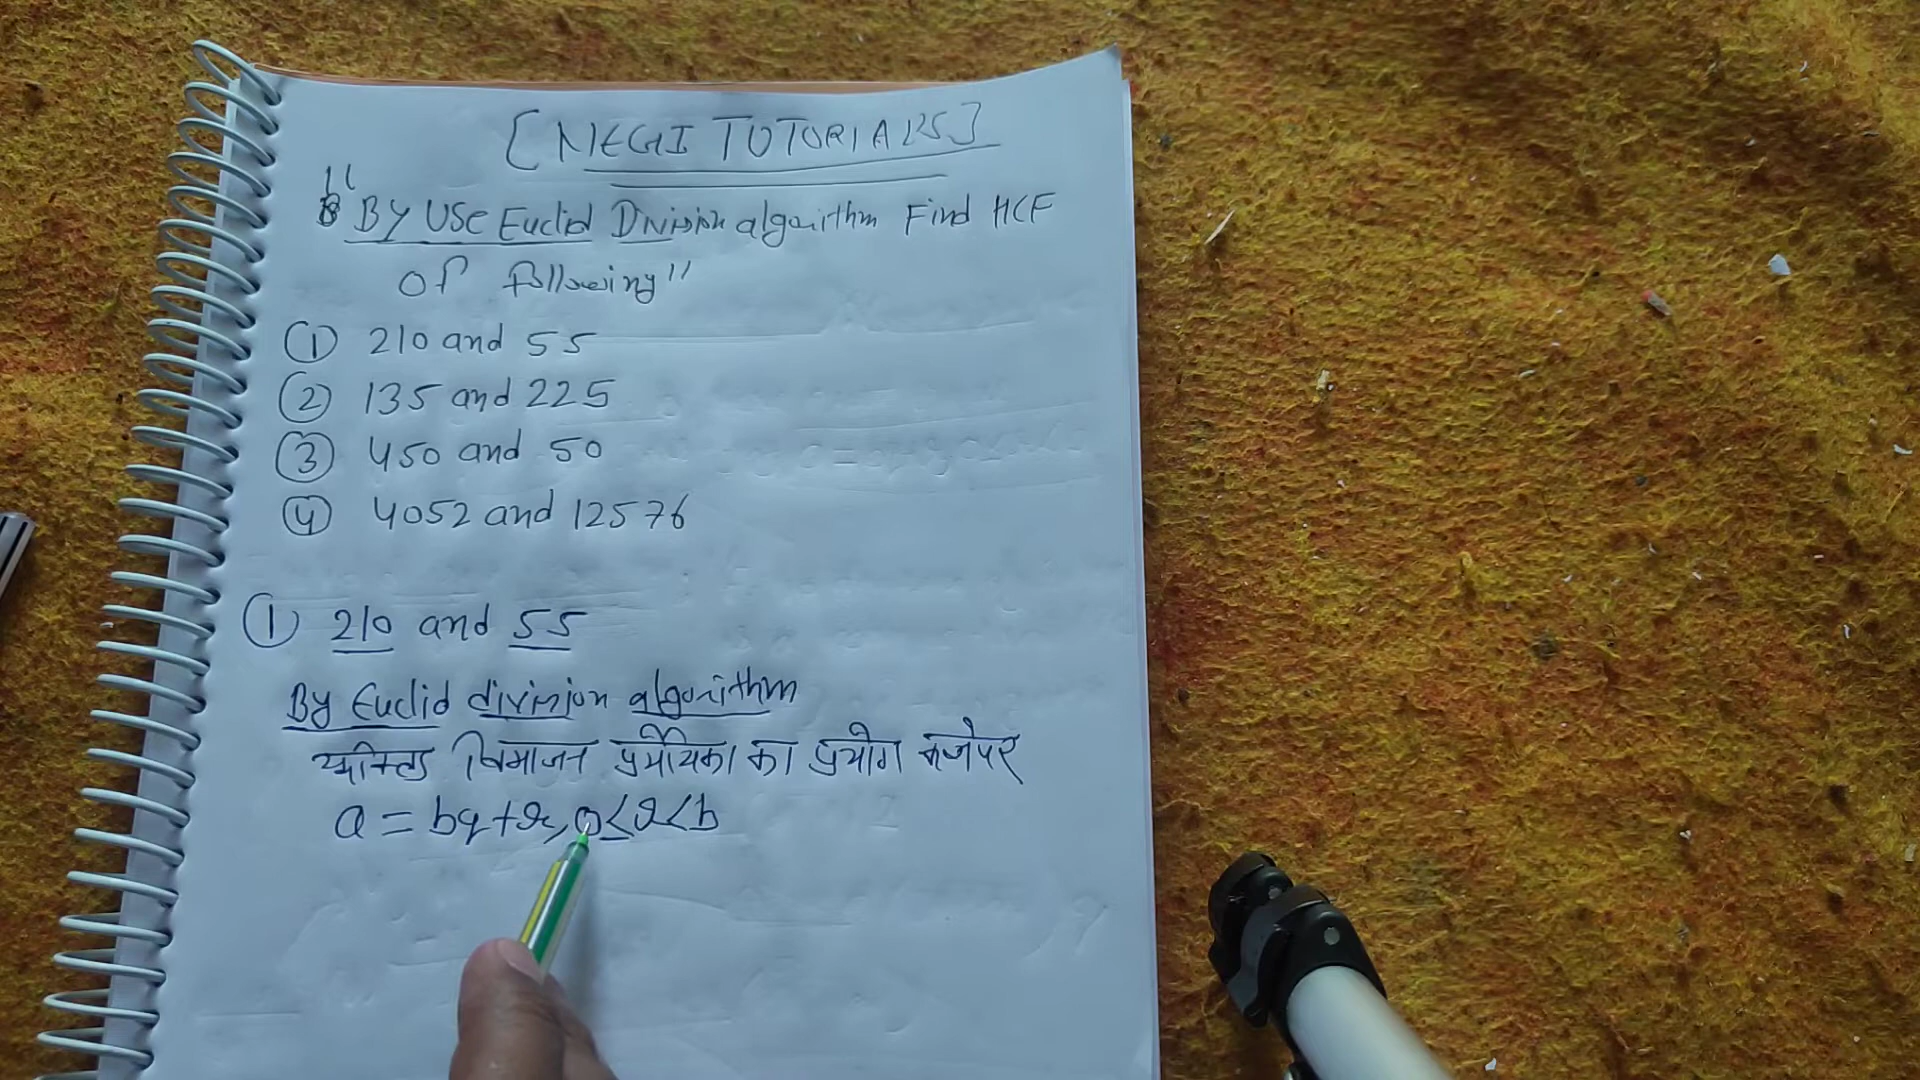 [NEGI TUTORIALS]
" BY USE Euclid Division algorithm Find HCF
of following"
① 210 and 55
② 135 and 225
③ 450 and 50
④ 4052 and 12576
① 210 and 55
By Euclid division algorithm
विभाजन प्रमेयिका का प्रयोग
a = bq+r, 0≤r<b